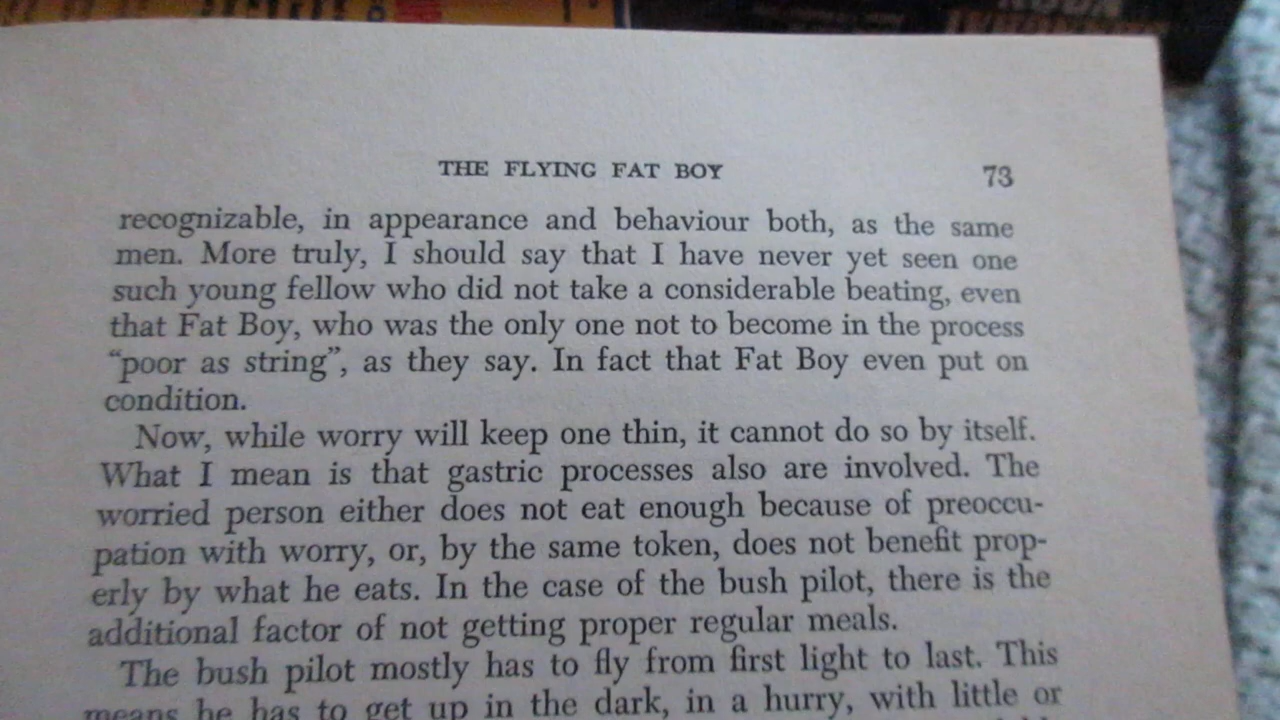 THE FLYING FAT BOY 73
recognizable, in appearance and behaviour both, as the same
men. More truly, I should say that I have never yet seen one
such young fellow who did not take a considerable beating, even
that Fat Boy, who was the only one not to become in the process
“poor as string”, as they say. In fact that Fat Boy even put on
condition.
Now, while worry will keep one thin, it cannot do so by itself.
What I mean is that gastric processes also are involved. The
worried person either does not eat enough because of preoccu-
pation with worry, or, by the same token, does not benefit prop-
erly by what he eats. In the case of the bush pilot, there is the
additional factor of not getting proper regular meals.
The bush pilot mostly has to fly from first light to last. This
means he has to get up in the dark, in a hurry, with little or